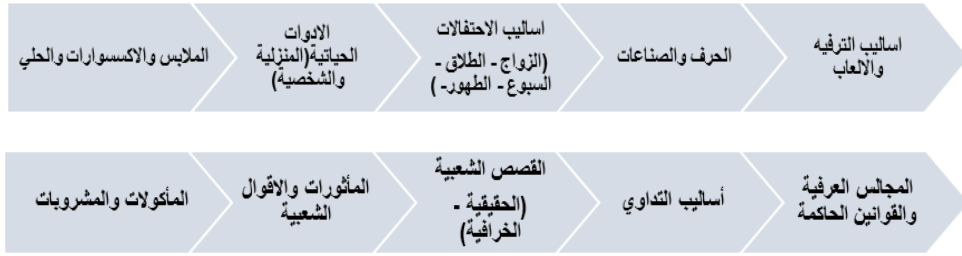 اساليب الترفيه
والالعاب
الحرف والصناعات
اساليب الاحتفالات
(الزواج - الطلاق -
السبوع - الطهور- )
الادوات
الحياتية(المنزلية
والشخصية)
الملابس والاكسسوارات والحلي
المجالس العرفية
والقوانين الحاكمة
أساليب التداوي
القصص الشعبية
(الحقيقية -
الخرافية)
المأثورات والاقوال
الشعبية
المأكولات والمشروبات